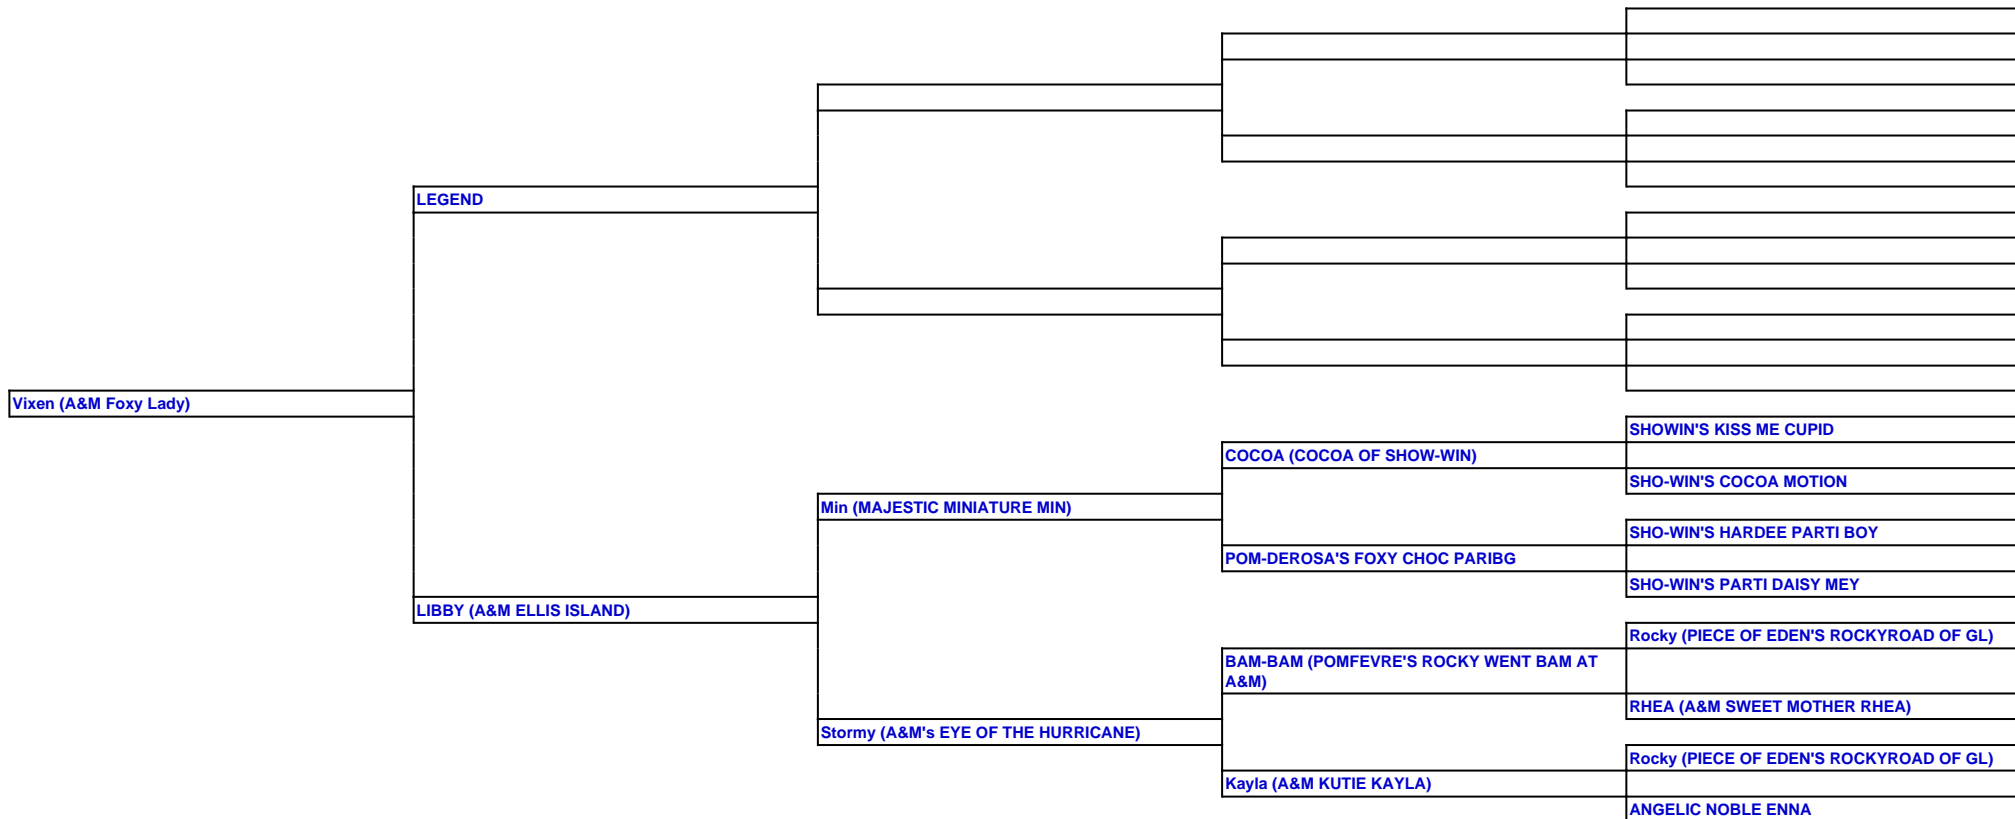 LEGEND
Vixen (A&M Foxy Lady)
SHOWIN'S KISS ME CUPID
COCOA (COCOA OF SHOW-WIN)
SHO-WIN'S COCOA MOTION
Min (MAJESTIC MINIATURE MIN)
SHO-WIN'S HARDEE PARTI BOY
POM-DEROSA'S FOXY CHOC PARIBG
SHO-WIN'S PARTI DAISY MEY
LIBBY (A&M ELLIS ISLAND)
Rocky (PIECE OF EDEN'S ROCKYROAD OF GL)
BAM-BAM (POMFEVRE'S ROCKY WENT BAM AT
A&M)
RHEA (A&M SWEET MOTHER RHEA)
Stormy (A&M's EYE OF THE HURRICANE)
Rocky (PIECE OF EDEN'S ROCKYROAD OF GL)
Kayla (A&M KUTIE KAYLA)
ANGELIC NOBLE ENNA